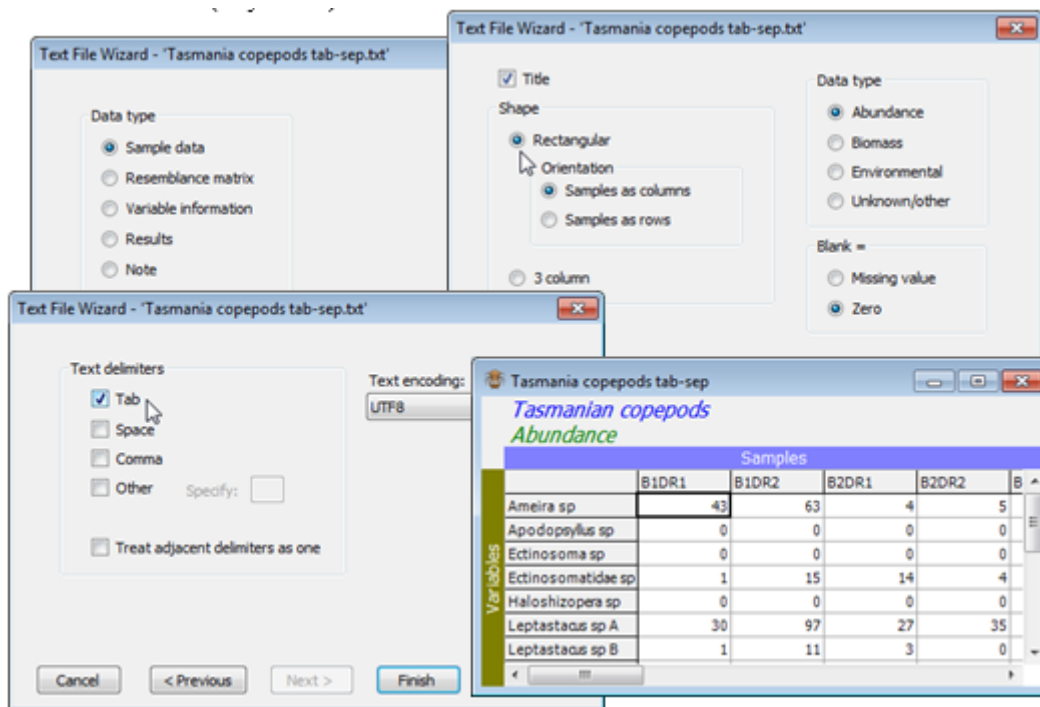 Text File Wizard - 'Tasmania copepods tab-sep.txt'
Data type
Sample data
Resemblance matrix
Variable information
Results
Note
Text File Wizard - 'Tasmania copepods tab-sep.txt'
Title
Shape
Rectangular
Orientation
Samples as columns
Samples as rows
3 column
Data type
Abundance
Biomass
Environmental
Unknown/other
Blank =
Missing value
Zero
Text File Wizard - 'Tasmania copepods tab-sep.txt'
Text delimiters
Tab
Space
Comma
Other Specify:
Treat adjacent delimiters as one
Text encoding:
UTF8
Cancel < Previous Next > Finish
Tasmania copepods tab-sep
Tasmanian copepods
Abundance
Samples
Variables
B1DR1 B1DR2 B2DR1 B2DR2 B
Ameira sp 43 63 4 5
Apodopsyllus sp 0 0 0 0
Ectinosoma sp 0 0 0 0
Ectinosomatidae sp 1 15 14 4
Haloshizopera sp 0 0 0 0
Leptastacus sp A 30 97 27 35
Leptastacus sp B 1 11 3 0